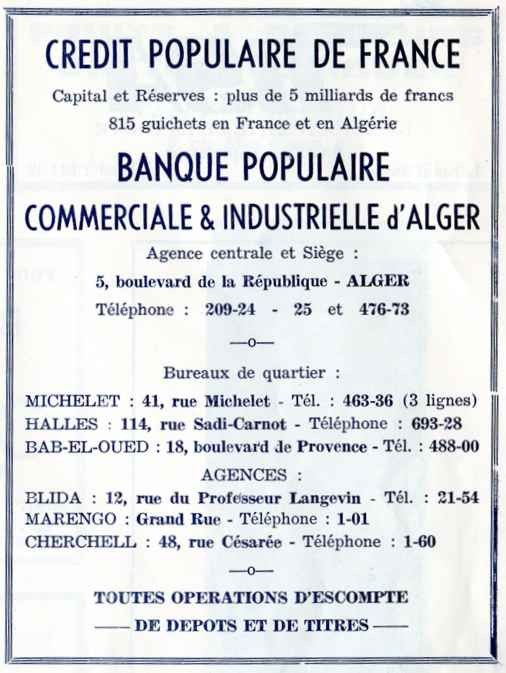 CREDIT POPULAIRE DE FRANCE
Capital et Réserves : plus de 5 milliards de francs
815 guichets en France et en Algérie
BANQUE POPULAIRE
COMMERCIALE & INDUSTRIELLE d'ALGER
Agence centrale et Siège :
5, boulevard de la République - ALGER
Téléphone : 209-24 - 25 et 476-73
—o—
Bureaux de quartier :
MICHELET : 41, rue Michelet - Tél. : 463-36 (3 lignes)
HALLES : 114, rue Sadi-Carnot - Téléphone : 693-28
BAB-EL-OUED : 18, boulevard de Provence - Tél. : 488-00
AGENCES :
BLIDA : 12, rue du Professeur Langevin - Tél. : 21-54
MARENGO : Grand Rue - Téléphone : 1-01
CHERCHELL : 48, rue Césarée - Téléphone : 1-60
—o—
TOUTES OPERATIONS D'ESCOMPTE
— DE DEPOTS ET DE TITRES —